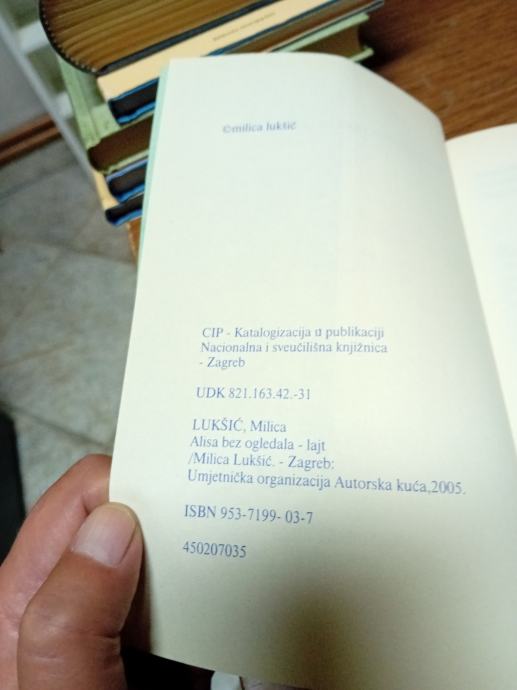 ©milica lukšić
CIP - Katalogizacija u publikaciji
Nacionalna i sveučilišna knjižnica
- Zagreb
UDK 821.163.42.-31
LUKŠIĆ, Milica
Alisa bez ogledala - lajt
/Milica Lukšić. - Zagreb:
Umjetnička organizacija Autorska kuća,2005.
ISBN 953-7199- 03-7
450207035